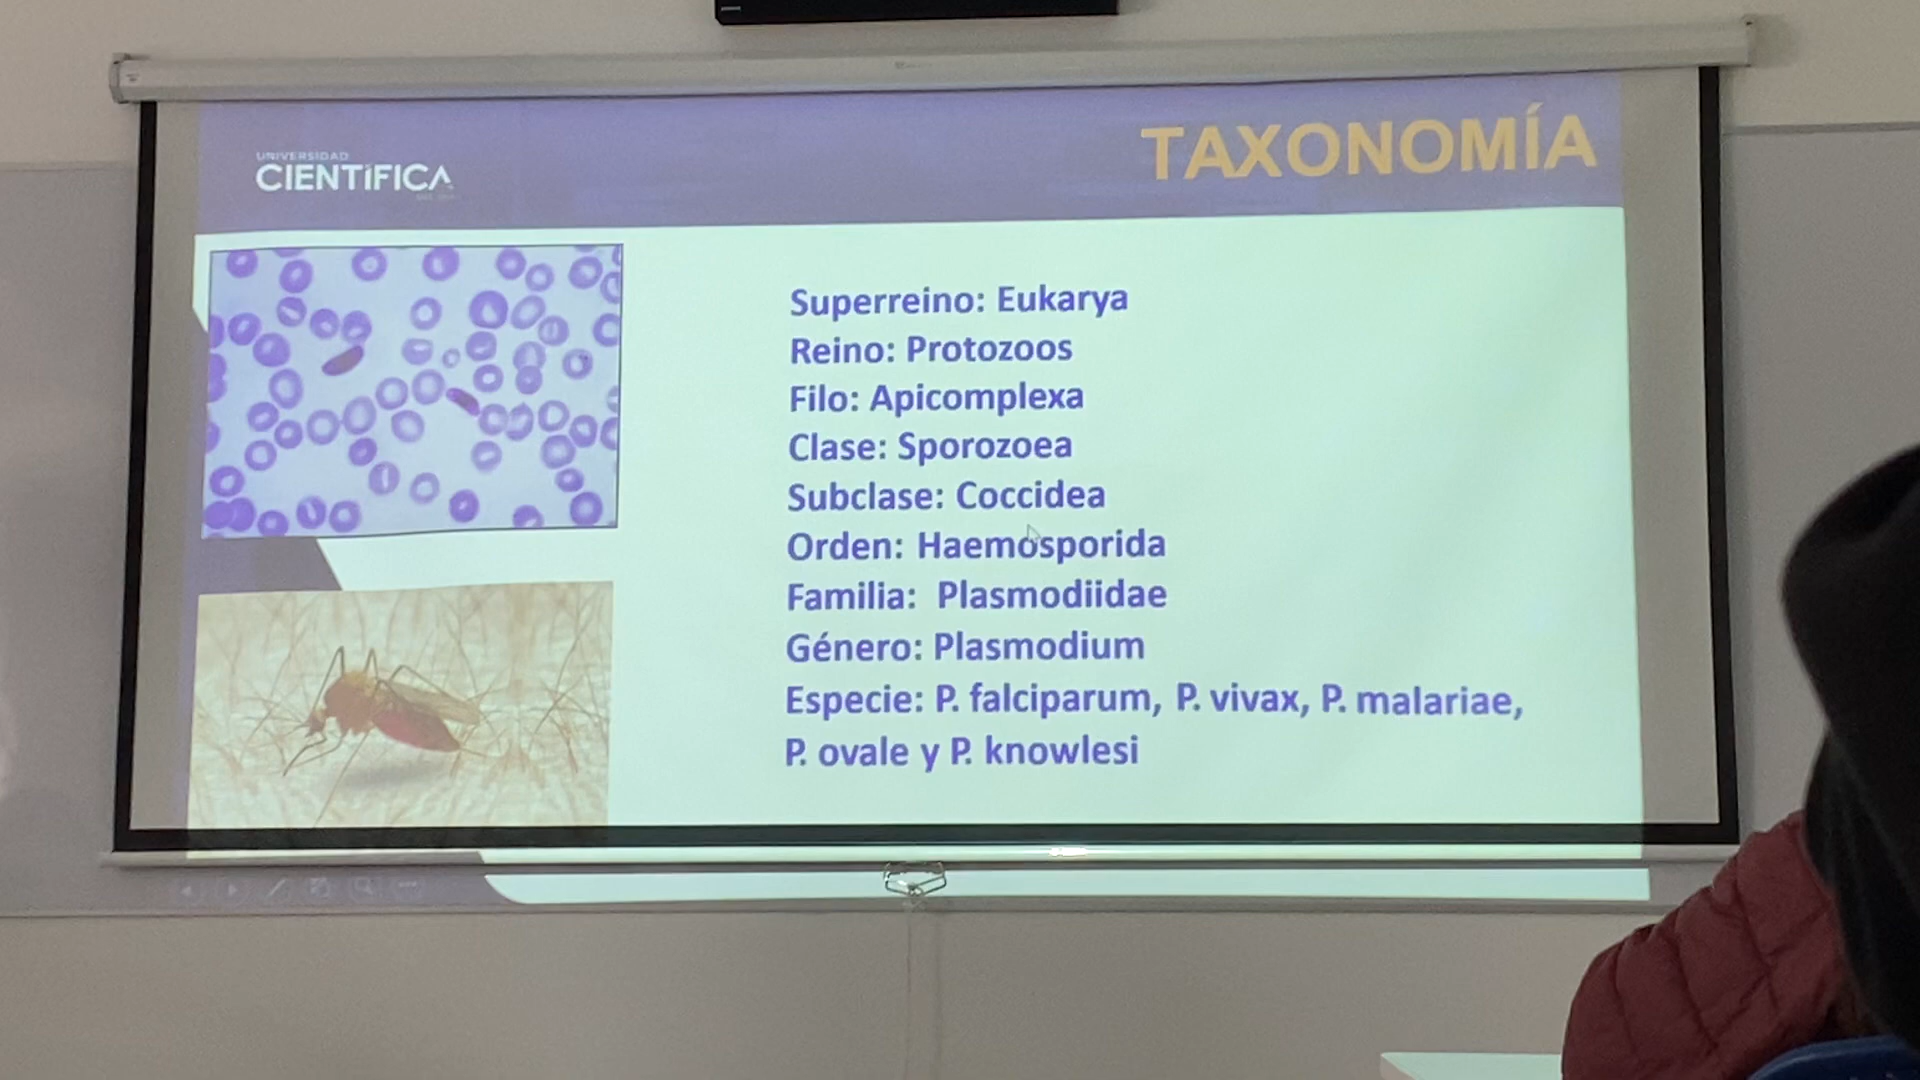 UNIVERSIDAD
CIENTÍFICA
TAXONOMÍA
Superreino: Eukarya
Reino: Protozoos
Filo: Apicomplexa
Clase: Sporozoea
Subclase: Coccidea
Orden: Haemosporida
Familia: Plasmodiidae
Género: Plasmodium
Especie: P. falciparum, P. vivax, P. malariae,
P. ovale y P. knowlesi